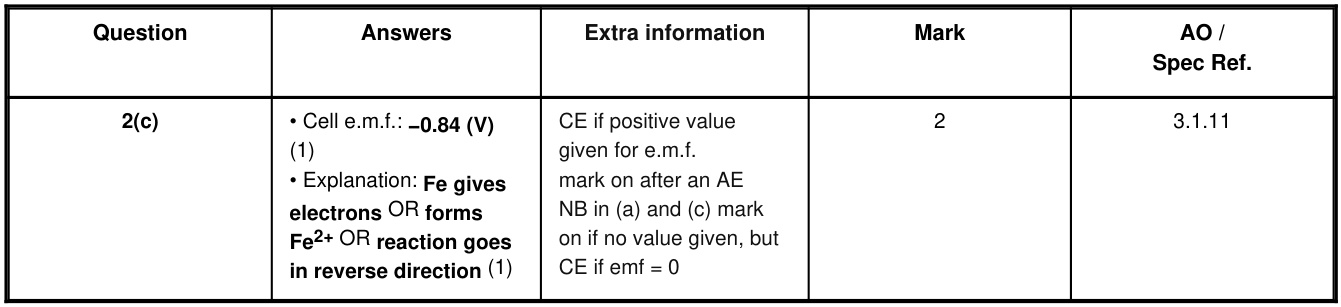 Question Answers Extra information Mark AO /
Spec Ref.
2(c)
• Cell e.m.f.: –0.84 (V)
(1)
• Explanation: Fe gives
electrons OR forms
Fe²⁺ OR reaction goes
in reverse direction (1)
CE if positive value
given for e.m.f.
mark on after an AE
NB in (a) and (c) mark
on if no value given, but
CE if emf = 0
2
3.1.11